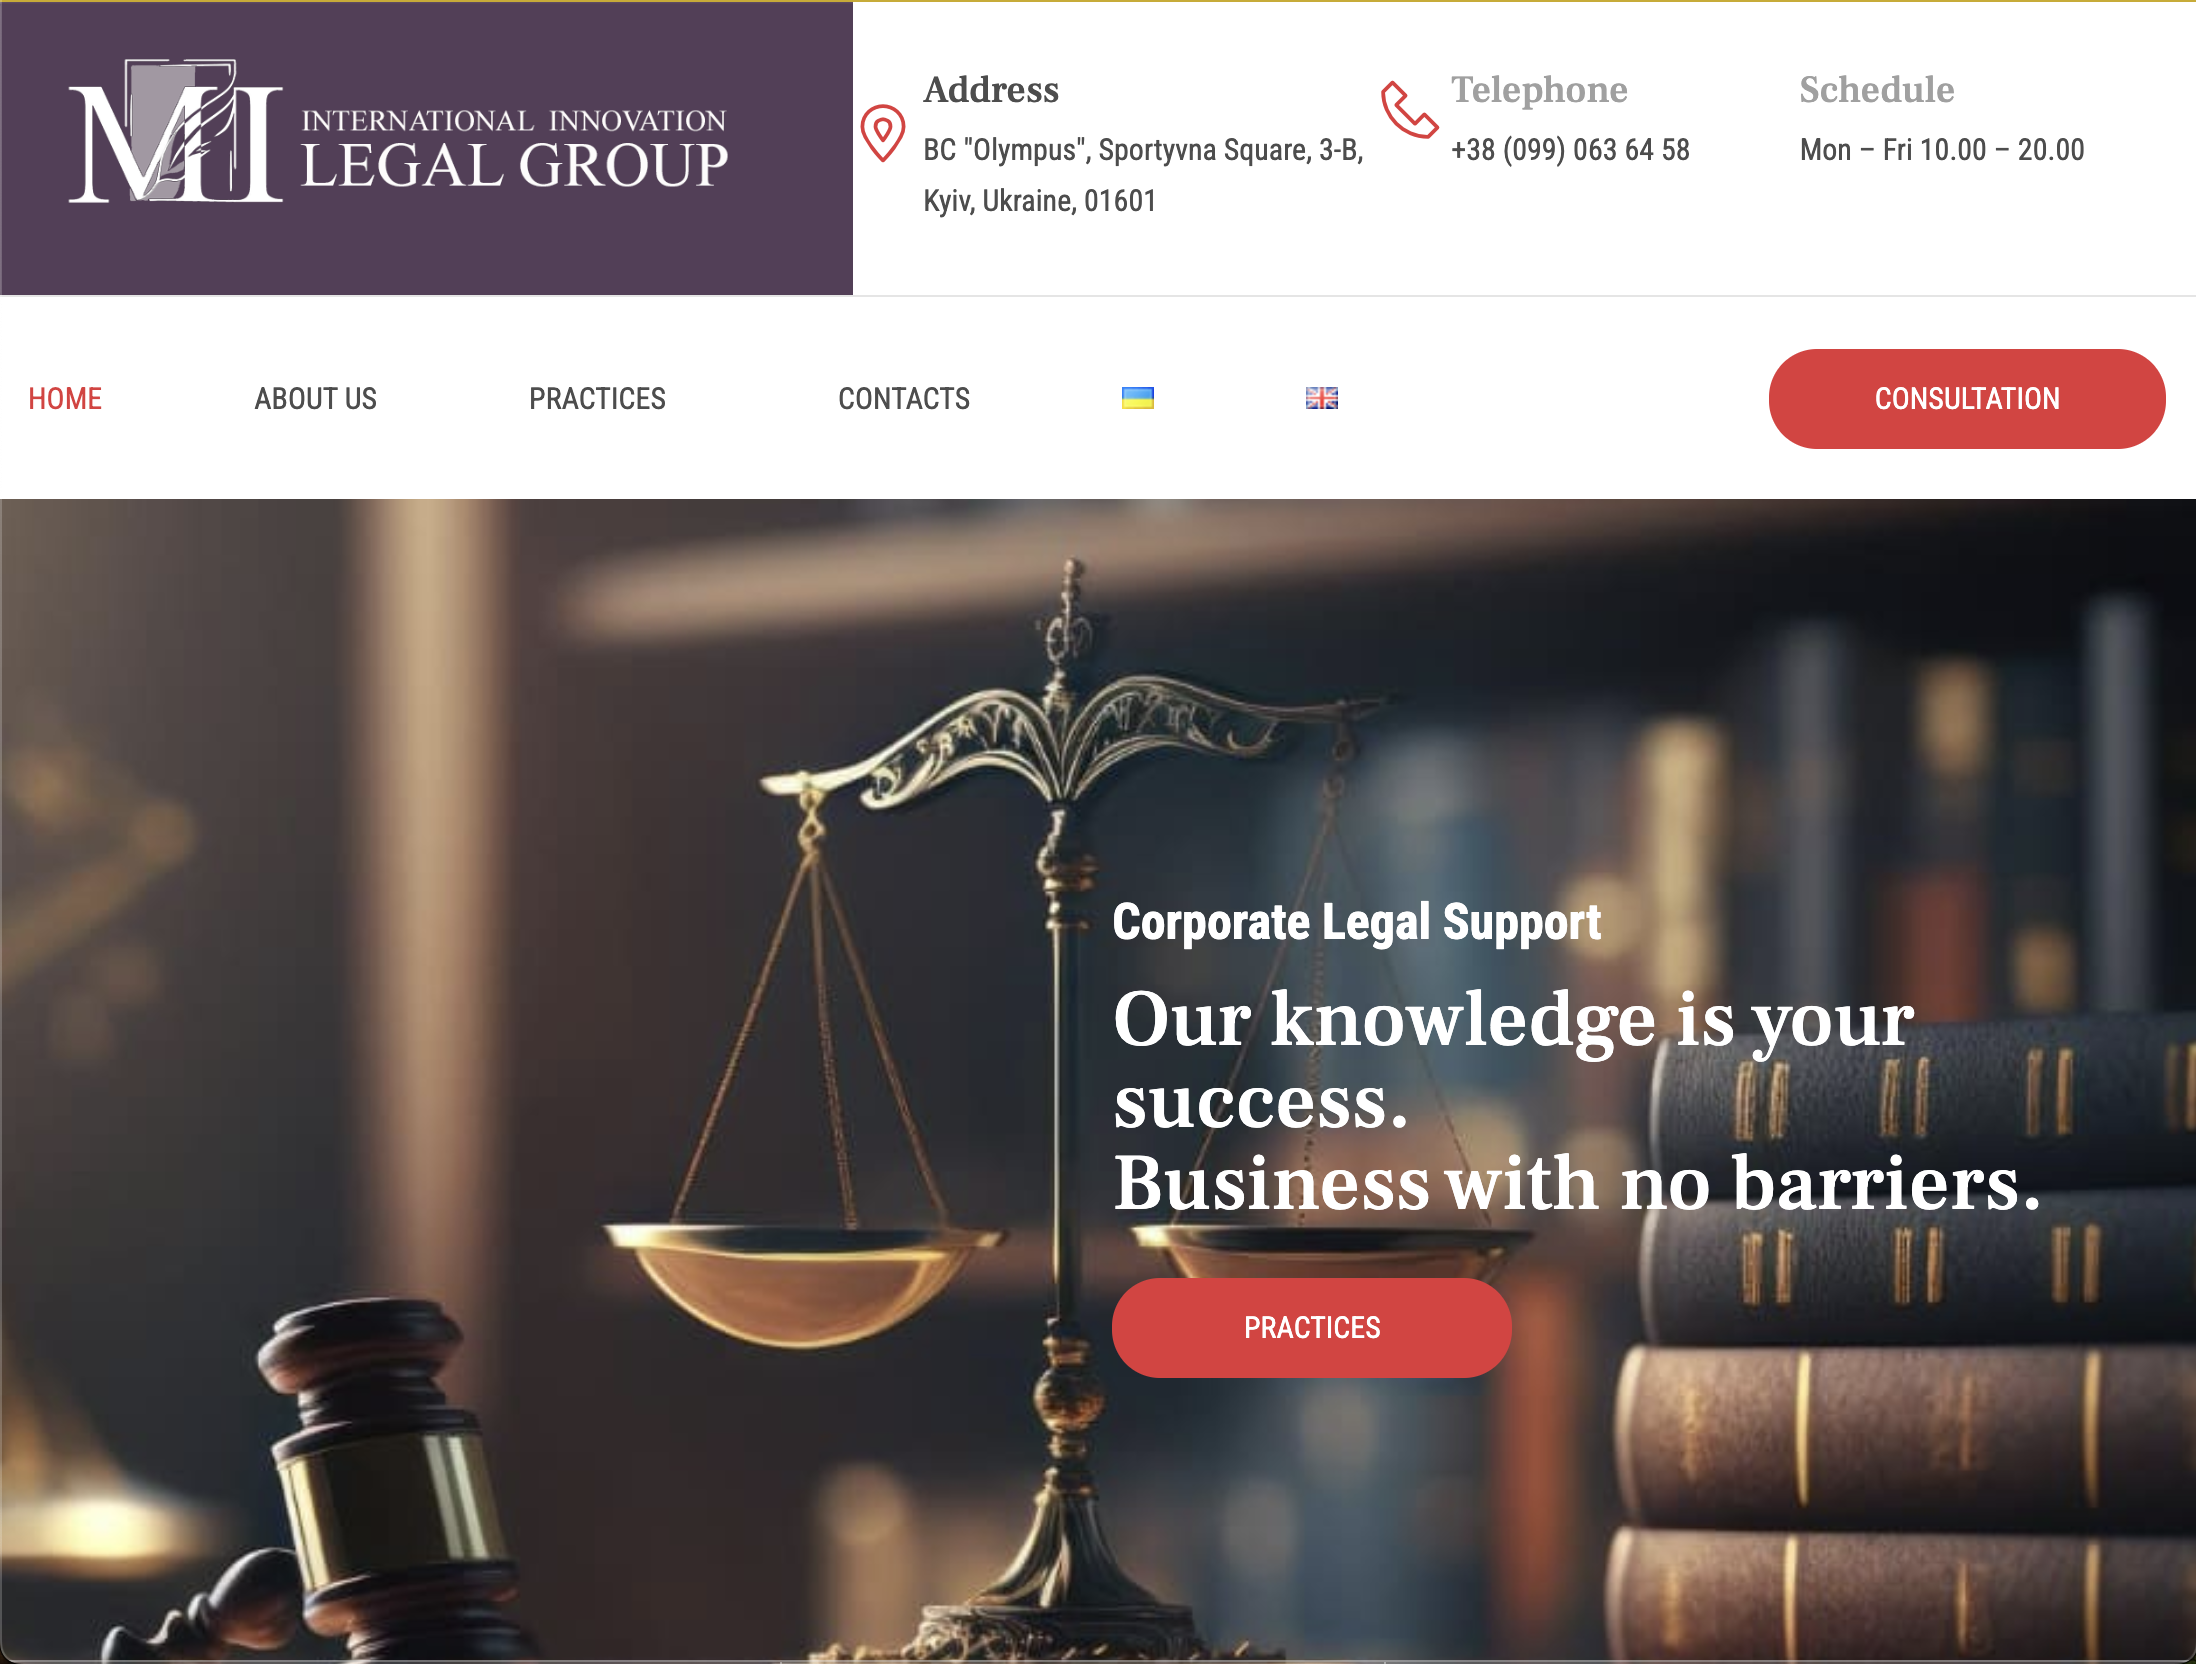 MI
INTERNATIONAL INNOVATION
LEGAL GROUP
Address
BC "Olympus", Sportyvna Square, 3-B,
Kyiv, Ukraine, 01601
Telephone
+38 (099) 063 64 58
Schedule
Mon – Fri 10.00 – 20.00
HOME
ABOUT US
PRACTICES
CONTACTS
CONSULTATION
Corporate Legal Support
Our knowledge is your
success.
Business with no barriers.
PRACTICES